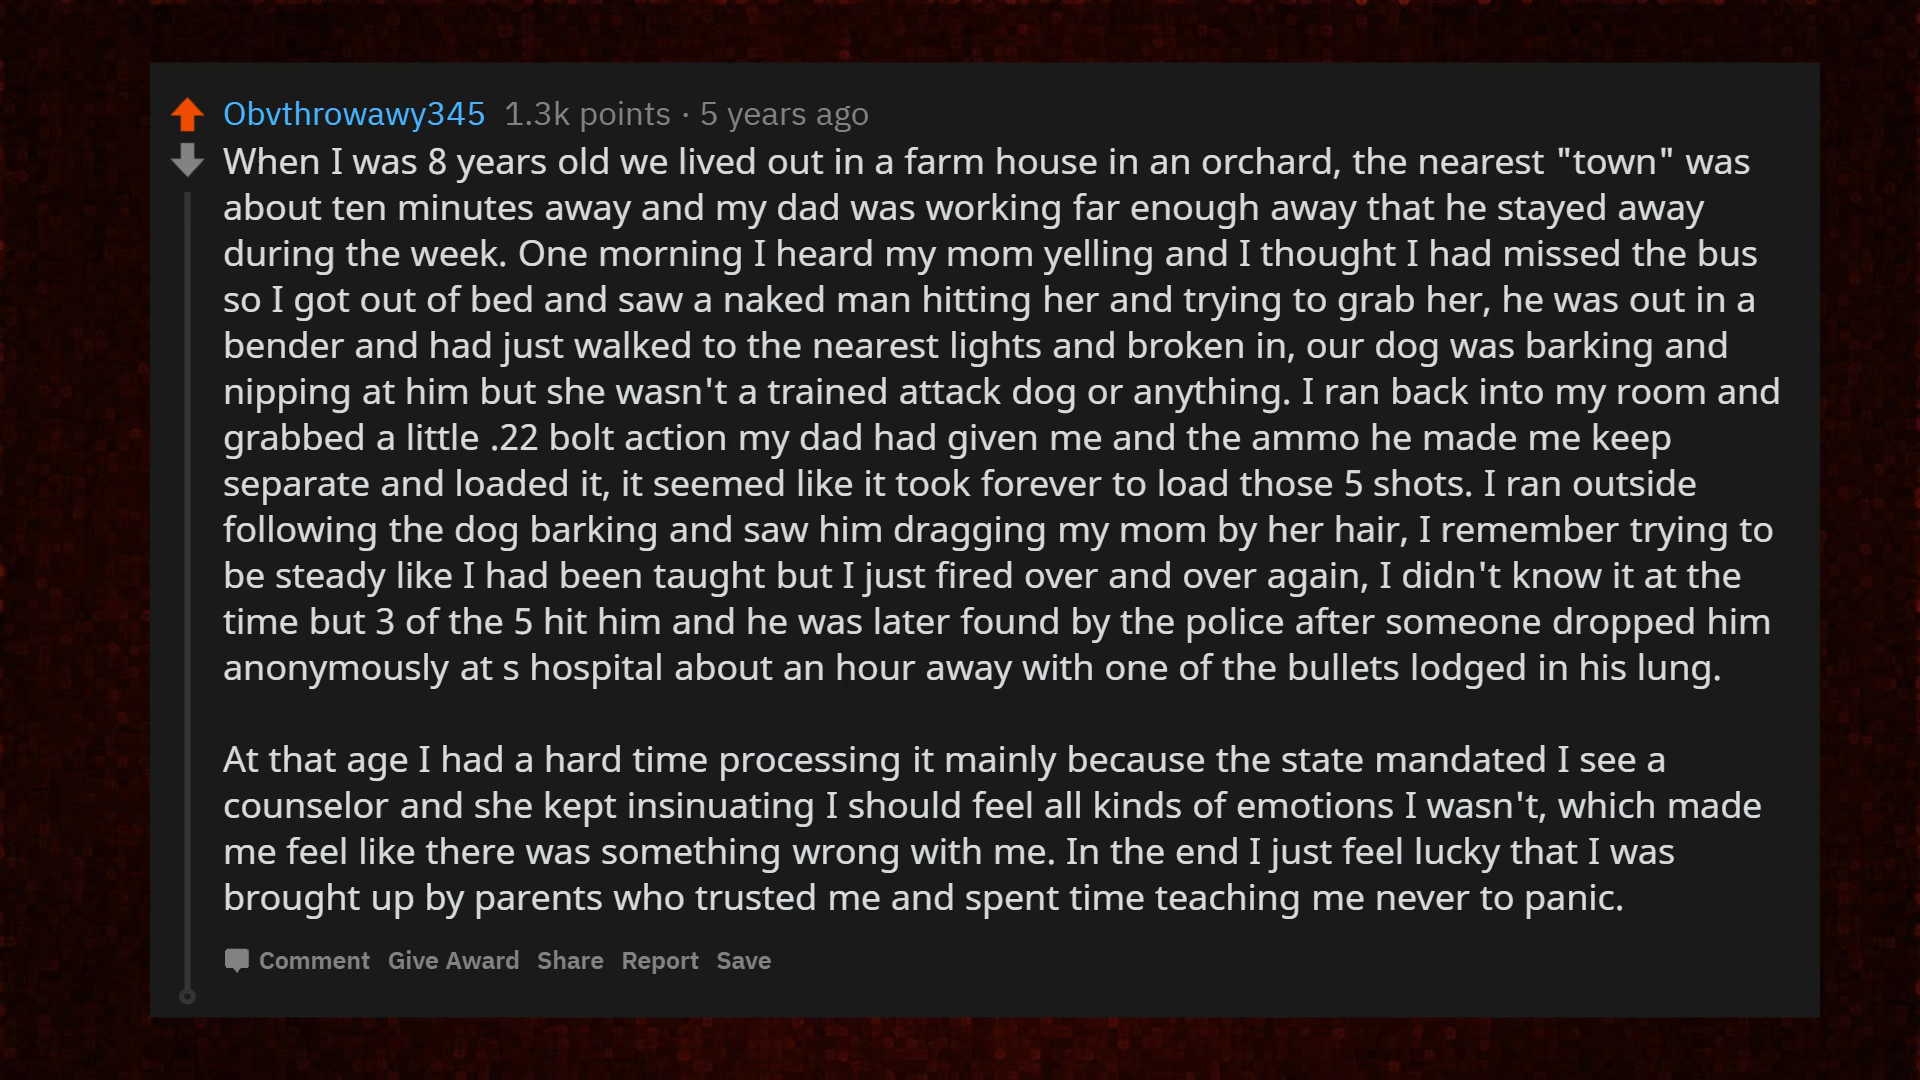 Obvthrowawy345 1.3k points · 5 years ago
When I was 8 years old we lived out in a farm house in an orchard, the nearest "town" was
about ten minutes away and my dad was working far enough away that he stayed away
during the week. One morning I heard my mom yelling and I thought I had missed the bus
so I got out of bed and saw a naked man hitting her and trying to grab her, he was out in a
bender and had just walked to the nearest lights and broken in, our dog was barking and
nipping at him but she wasn't a trained attack dog or anything. I ran back into my room and
grabbed a little .22 bolt action my dad had given me and the ammo he made me keep
separate and loaded it, it seemed like it took forever to load those 5 shots. I ran outside
following the dog barking and saw him dragging my mom by her hair, I remember trying to
be steady like I had been taught but I just fired over and over again, I didn't know it at the
time but 3 of the 5 hit him and he was later found by the police after someone dropped him
anonymously at s hospital about an hour away with one of the bullets lodged in his lung.
At that age I had a hard time processing it mainly because the state mandated I see a
counselor and she kept insinuating I should feel all kinds of emotions I wasn't, which made
me feel like there was something wrong with me. In the end I just feel lucky that I was
brought up by parents who trusted me and spent time teaching me never to panic.
Comment Give Award Share Report Save